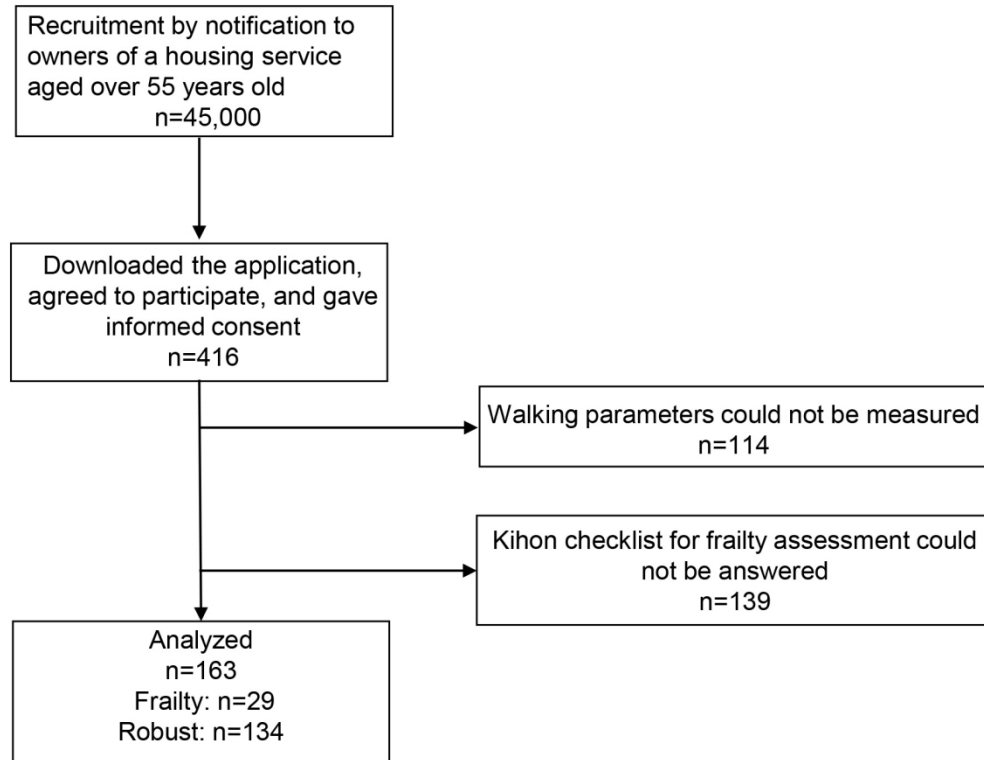 Recruitment by notification to
owners of a housing service
aged over 55 years old
n=45,000
Downloaded the application,
agreed to participate, and gave
informed consent
n=416
Walking parameters could not be measured
n=114
Kihon checklist for frailty assessment could
not be answered
n=139
Analyzed
n=163
Frailty: n=29
Robust: n=134